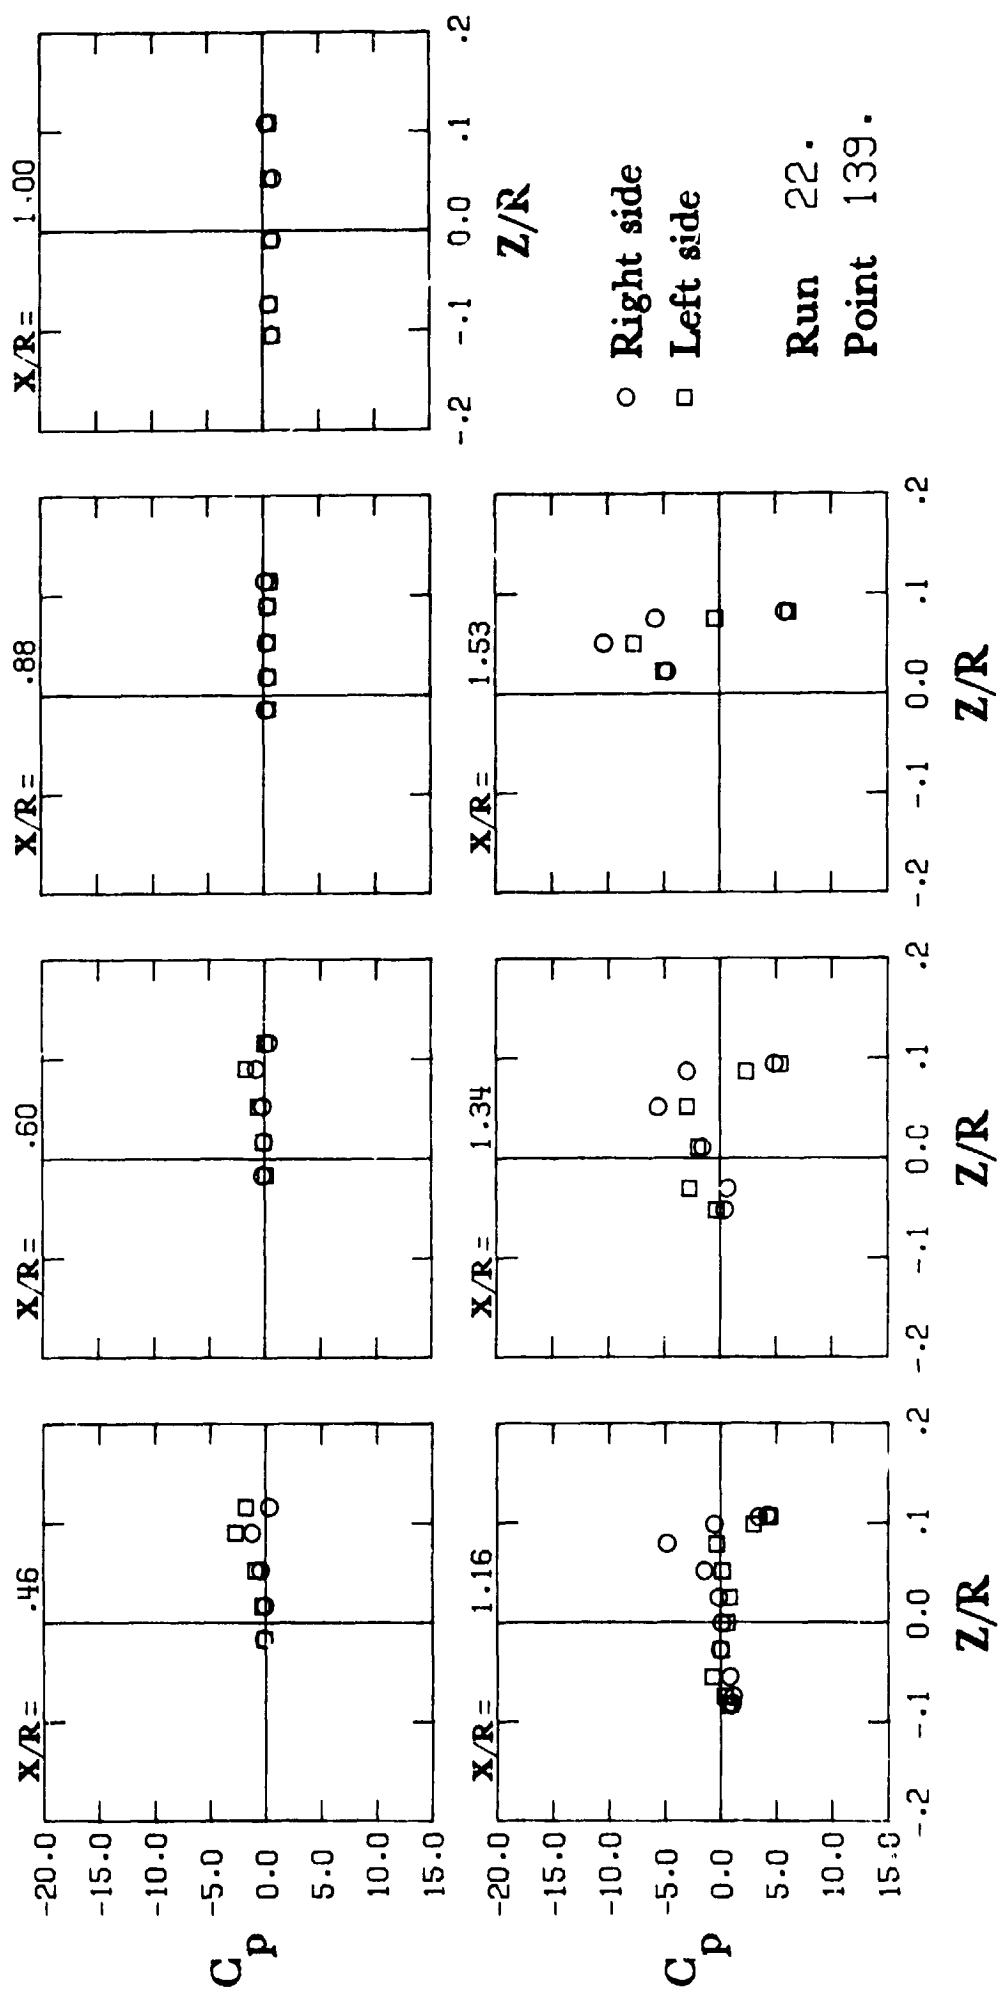 X/R= .46
X/R= .60
X/R= .88
X/R= 1.00
-20.0
-15.0
-10.0
-5.0
0.0
5.0
10.0
15.0
Cp
-.2 -.1 0.0 .1 .2
Z/R
X/R= 1.16
X/R= 1.34
X/R= 1.53
-20.0
-15.0
-10.0
-5.0
0.0
5.0
10.0
15.0
Cp
-.2 -.1 0.0 .1 .2
Z/R
-.2 -.1 0.0 .1 .2
Z/R
-.2 -.1 0.0 .1 .2
Z/R
Right side
Left side
Run 22.
Point 139.